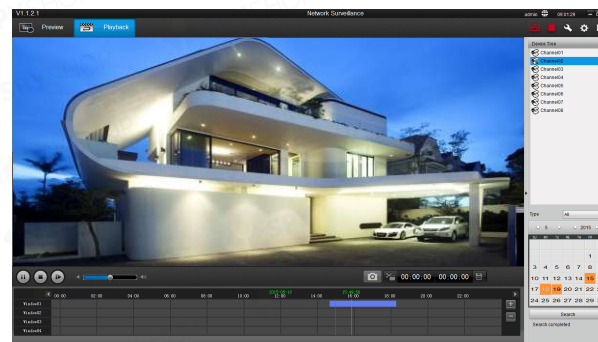 V1.1.2.1
Network Surveillance
admin
09:01:29
Preview
Playback
Device Tree
Channel01
Channel02
Channel03
Channel04
Channel05
Channel06
Channel07
Channel08
Type
All
5
2015
1
3 4 5 6 7 8
10 11 12 13 14 15
17 18 19 20 21 22
24 25 26 27 28 29
Search
Search completed
00:00:00 00:00:00
00:00 02:00 04:00 06:00 08:00 10:00 12:00 14:00 16:00 18:00 20:00 22:00
Window01
Window02
Window03
Window04